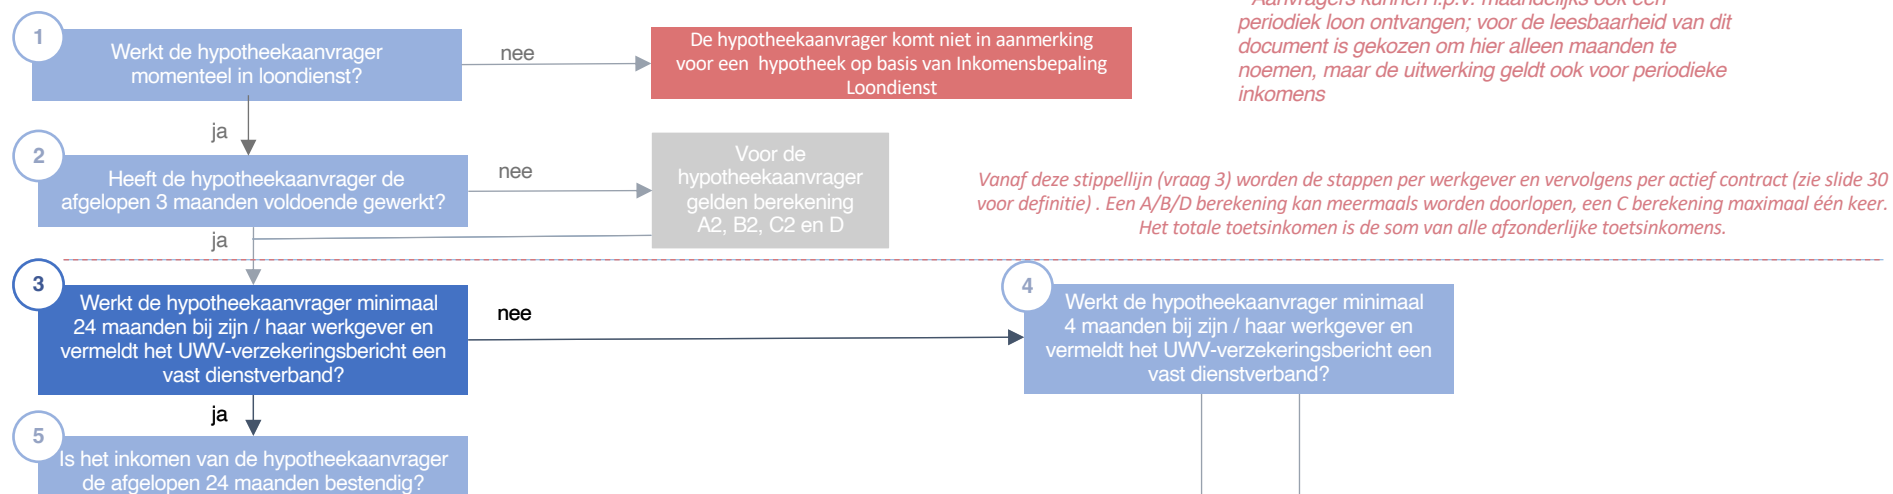 Aanvragers kunnen i.p.v. maandelijks ook een
periodiek loon ontvangen; voor de leesbaarheid van dit
document is gekozen om hier alleen maanden te
noemen, maar de uitwerking geldt ook voor periodieke
inkomens
1
Werkt de hypotheekaanvrager
momenteel in loondienst?
nee
De hypotheekaanvrager komt niet in aanmerking
voor een hypotheek op basis van Inkomensbepaling
Loondienst
ja
2
Heeft de hypotheekaanvrager de
afgelopen 3 maanden voldoende gewerkt?
nee
Voor de
hypotheekaanvrager
gelden berekening
A2, B2, C2 en D
ja
Vanaf deze stippellijn (vraag 3) worden de stappen per werkgever en vervolgens per actief contract (zie slide 30
voor definitie) . Een A/B/D berekening kan meermaals worden doorlopen, een C berekening maximaal één keer.
Het totale toetsinkomen is de som van alle afzonderlijke toetsinkomens.
3
Werkt de hypotheekaanvrager minimaal
24 maanden bij zijn / haar werkgever en
vermeldt het UWV-verzekeringsbericht een
vast dienstverband?
nee
4
Werkt de hypotheekaanvrager minimaal
4 maanden bij zijn / haar werkgever en
vermeldt het UWV-verzekeringsbericht een
vast dienstverband?
ja
5
Is het inkomen van de hypotheekaanvrager
de afgelopen 24 maanden bestendig?